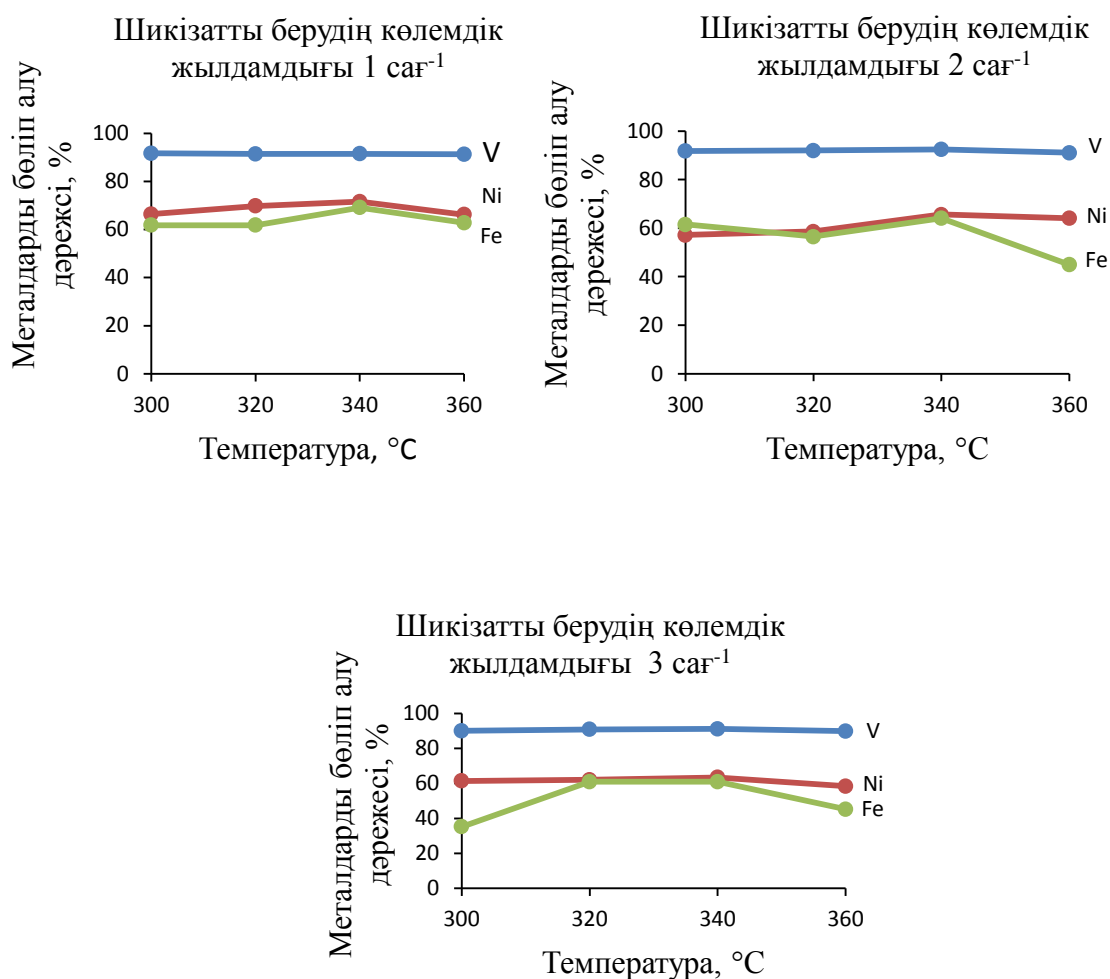 Шикізатты берудің көлемдік
жылдамдығы 1 сағ⁻¹
Металдарды бөліп алу
дәрежсі, %
100
80
60
40
20
0
V
Ni
Fe
300 320 340 360
Температура, °С
Шикізатты берудің көлемдік
жылдамдығы 2 сағ⁻¹
Металдарды бөліп алу
дәрежесі, %
100
80
60
40
20
0
V
Ni
Fe
300 320 340 360
Температура, °С
Шикізатты берудің көлемдік
жылдамдығы 3 сағ⁻¹
Металдарды бөліп алу
дәрежесі, %
100
80
60
40
20
0
V
Ni
Fe
300 320 340 360
Температура, °С